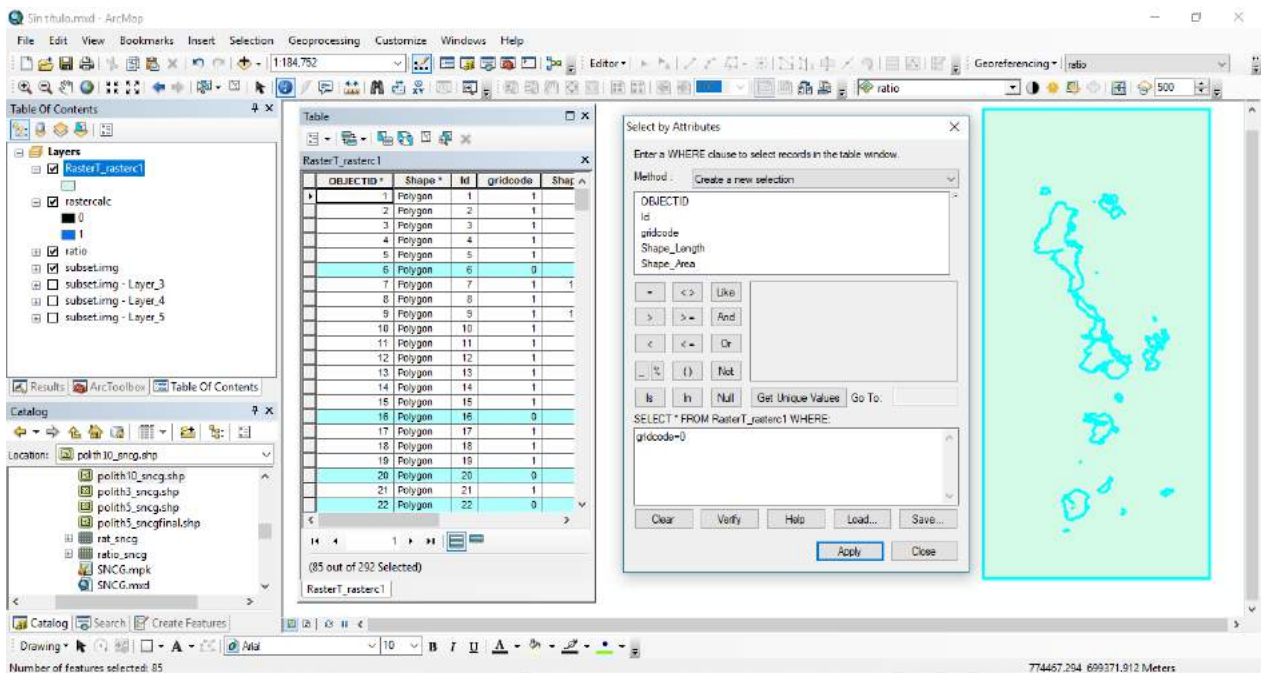 Sin título.mxd - ArcMap
File Edit View Bookmarks Insert Selection Geoprocessing Customize Windows Help
1:184.752
Editor
Georeferencing
ratio
ratio
500
Table Of Contents
Layers
RasterT_rasterc1
rastercalc
0
1
ratio
subset.img
subset.img - Layer_3
subset.img - Layer_4
subset.img - Layer_5
Results ArcToolbox Table Of Contents
Catalog
Location: polith10_sncg.shp
polith10_sncg.shp
polith3_sncg.shp
polith5_sncg.shp
polith5_sncgfinal.shp
rat_sncg
ratio_sncg
SNCG.mpk
SNCG.mxd
Catalog Search Create Features
Table
RasterT_rasterc1
OBJECTID * Shape * Id gridcode Shap
1 Polygon 1 1
2 Polygon 2 1
3 Polygon 3 1
4 Polygon 4 1
5 Polygon 5 1
6 Polygon 6 0
7 Polygon 7 1 1
8 Polygon 8 1
9 Polygon 9 1 1
10 Polygon 10 1
11 Polygon 11 1
12 Polygon 12 1
13 Polygon 13 1
14 Polygon 14 1
15 Polygon 15 1
16 Polygon 16 0
17 Polygon 17 1
18 Polygon 18 1
19 Polygon 19 1
20 Polygon 20 0
21 Polygon 21 1
22 Polygon 22 0
1
(85 out of 292 Selected)
RasterT_rasterc1
Select by Attributes
Enter a WHERE clause to select records in the table window.
Method : Create a new selection
OBJECTID
Id
gridcode
Shape_Length
Shape_Area
= < > Like
> > = And
< < = Or
_ % () Not
Is In Null Get Unique Values Go To:
SELECT * FROM RasterT_rasterc1 WHERE:
gridcode=0
Clear Verify Help Load... Save...
Apply Close
Drawing A Arial 10 B I U A
Number of features selected: 85
774467.294 699371.912 Meters